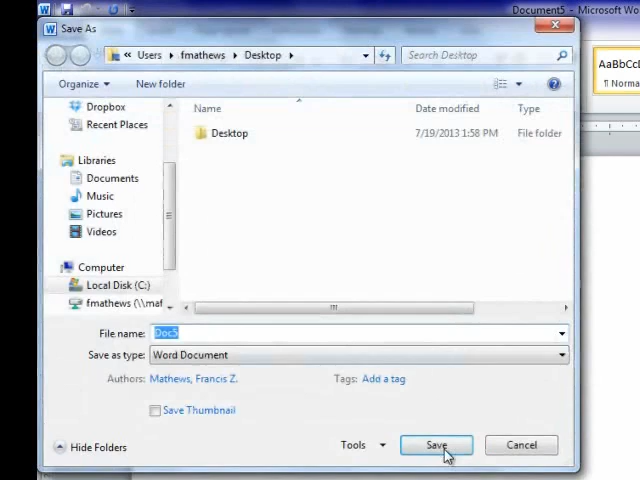 Document5
Microsoft Wo
Save As
Users
fmathews
Desktop
Search Desktop
AaBbCcD
¶ Norma
Organize
New folder
Name
Date modified
Type
Dropbox
Recent Places
Desktop
7/19/2013 1:58 PM
File folder
Libraries
Documents
Music
Pictures
Videos
Computer
Local Disk (C:)
fmathews (\\maf
File name:
Doc5
Save as type:
Word Document
Authors:
Mathews, Francis Z.
Tags:
Add a tag
Save Thumbnail
Hide Folders
Tools
Save
Cancel